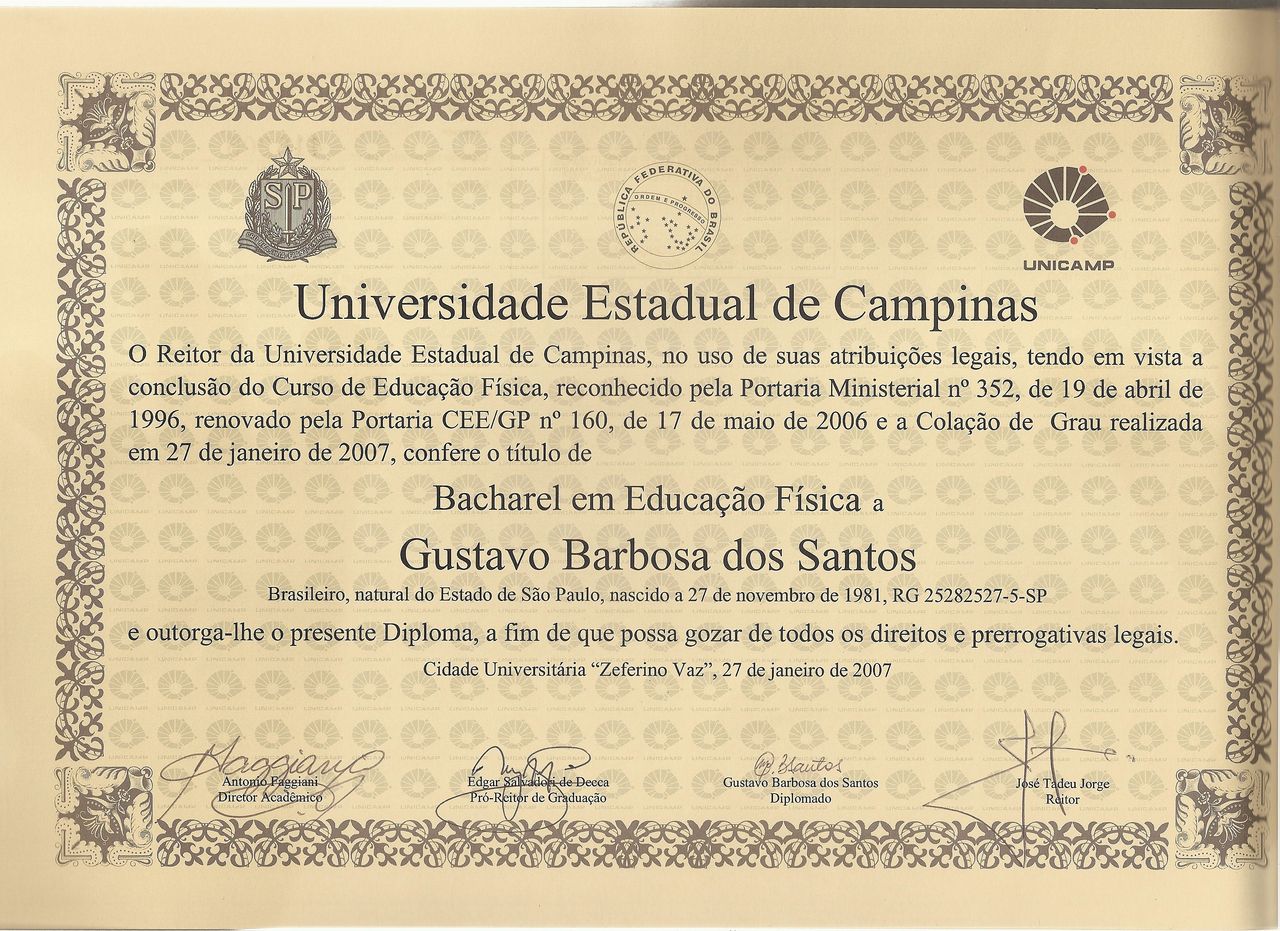 SP
REPÚBLICA FEDERATIVA DO BRASIL
ORDEM E PROGRESSO
UNICAMP
Universidade Estadual de Campinas
O Reitor da Universidade Estadual de Campinas, no uso de suas atribuições legais, tendo em vista a
conclusão do Curso de Educação Física, reconhecido pela Portaria Ministerial nº 352, de 19 de abril de
1996, renovado pela Portaria CEE/GP nº 160, de 17 de maio de 2006 e a Colação de Grau realizada
em 27 de janeiro de 2007, confere o título de
Bacharel em Educação Física a
Gustavo Barbosa dos Santos
Brasileiro, natural do Estado de São Paulo, nascido a 27 de novembro de 1981, RG 25282527-5-SP
e outorga-lhe o presente Diploma, a fim de que possa gozar de todos os direitos e prerrogativas legais.
Cidade Universitária “Zeferino Vaz”, 27 de janeiro de 2007
Antonio Faggiani
Diretor Acadêmico
Edgar Salvadori de Decca
Pró-Reitor de Graduação
Gustavo Barbosa dos Santos
Diplomado
José Tadeu Jorge
Reitor